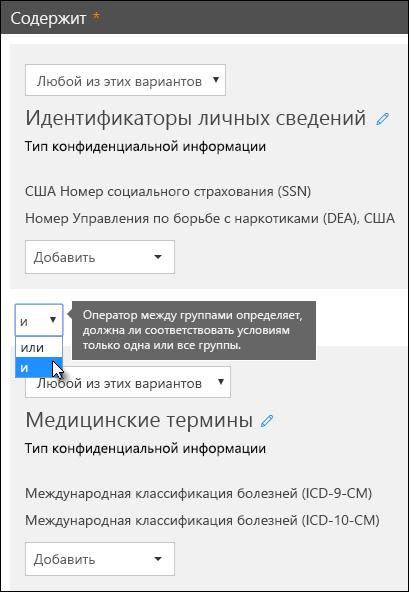 Содержит *
Любой из этих вариантов
Идентификаторы личных сведений
Тип конфиденциальной информации
США Номер социального страхования (SSN)
Номер Управления по борьбе с наркотиками (DEA), США
Добавить
и
Оператор между группами определяет,
должна ли соответствовать условиям
только одна или все группы.
или
и
Любой из этих вариантов
Медицинские термины
Тип конфиденциальной информации
Международная классификация болезней (ICD-9-CM)
Международная классификация болезней (ICD-10-CM)
Добавить